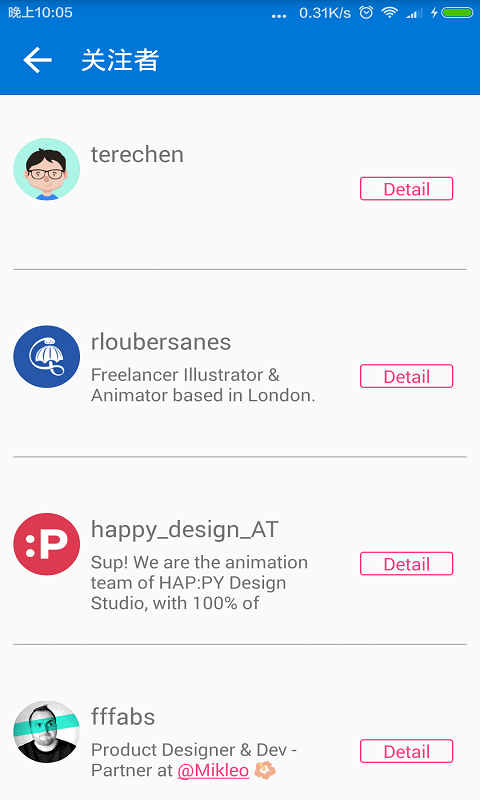 晚上10:05
... 0.31K/s
关注者
terechen
Detail
rloubersanes
Freelancer Illustrator &
Animator based in London.
Detail
:P
happy_design_AT
Sup! We are the animation
team of HAP:PY Design
Studio, with 100% of
Detail
fffabs
Product Designer & Dev -
Partner at @Mikleo
Detail